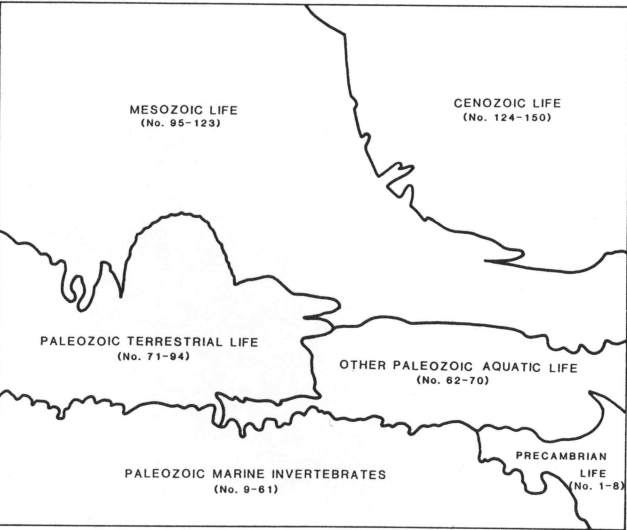 MESOZOIC LIFE
(No. 95-123)
CENOZOIC LIFE
(No. 124-150)
PALEOZOIC TERRESTRIAL LIFE
(No. 71-94)
OTHER PALEOZOIC AQUATIC LIFE
(No. 62-70)
PRECAMBRIAN
LIFE
(No. 1-8)
PALEOZOIC MARINE INVERTEBRATES
(No. 9-61)